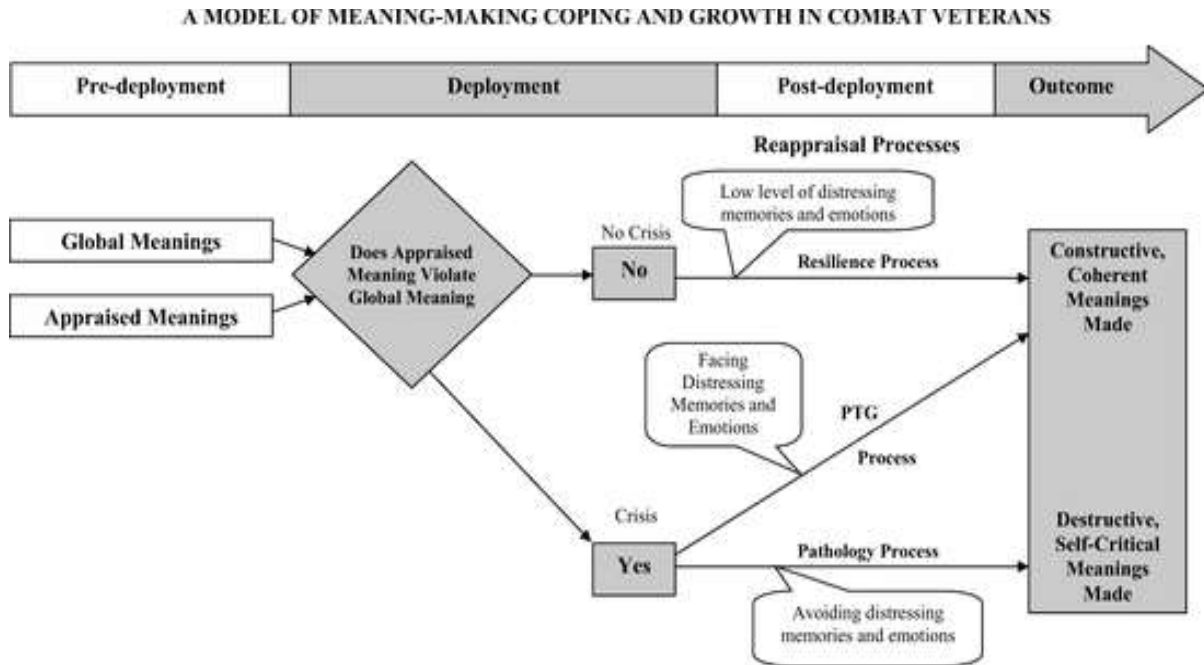 A MODEL OF MEANING-MAKING COPING AND GROWTH IN COMBAT VETERANS
Pre-deployment
Deployment
Post-deployment
Outcome
Reappraisal Processes
Low level of distressing
memories and emotions
Global Meanings
Appraised Meanings
Does Appraised
Meaning Violate
Global Meaning
No Crisis
No
Resilience Process
Constructive,
Coherent
Meanings
Made
Facing
Distressing
Memories and
Emotions
PTG
Process
Crisis
Yes
Pathology Process
Avoiding distressing
memories and emotions
Destructive,
Self-Critical
Meanings
Made